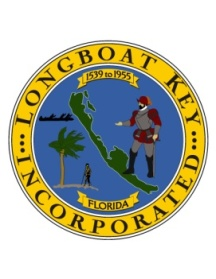 LONGBOAT KEY
1539 to 1955
FLORIDA
INCORPORATED